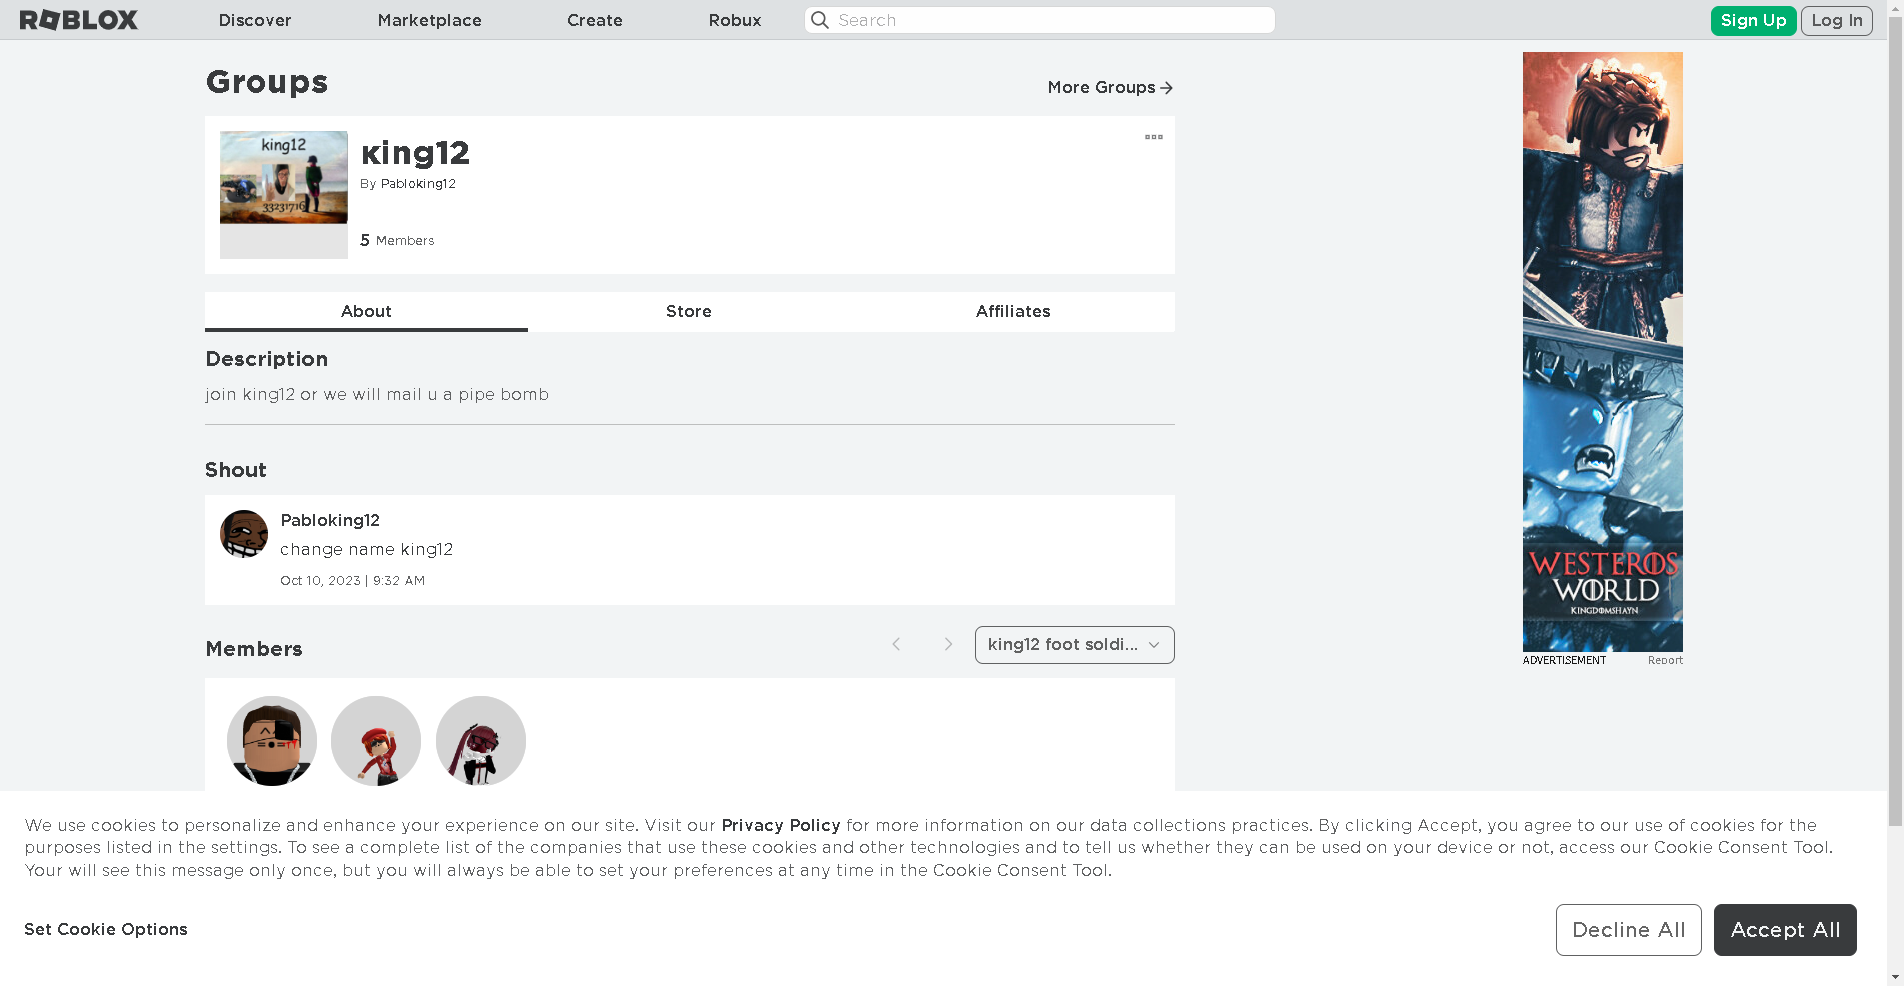 ROBLOX
Discover
Marketplace
Create
Robux
Search
Sign Up
Log In
Groups
More Groups
king12
33231716
king12
By Pabloking12
5 Members
About
Store
Affiliates
Description
join king12 or we will mail u a pipe bomb
Shout
Pabloking12
change name king12
Oct 10, 2023 | 9:32 AM
Members
king12 foot soldi...
WESTEROS
WORLD
KINGDOMSHAYN
ADVERTISEMENT
Report
We use cookies to personalize and enhance your experience on our site. Visit our Privacy Policy for more information on our data collections practices. By clicking Accept, you agree to our use of cookies for the
purposes listed in the settings. To see a complete list of the companies that use these cookies and other technologies and to tell us whether they can be used on your device or not, access our Cookie Consent Tool.
Your will see this message only once, but you will always be able to set your preferences at any time in the Cookie Consent Tool.
Set Cookie Options
Decline All
Accept All